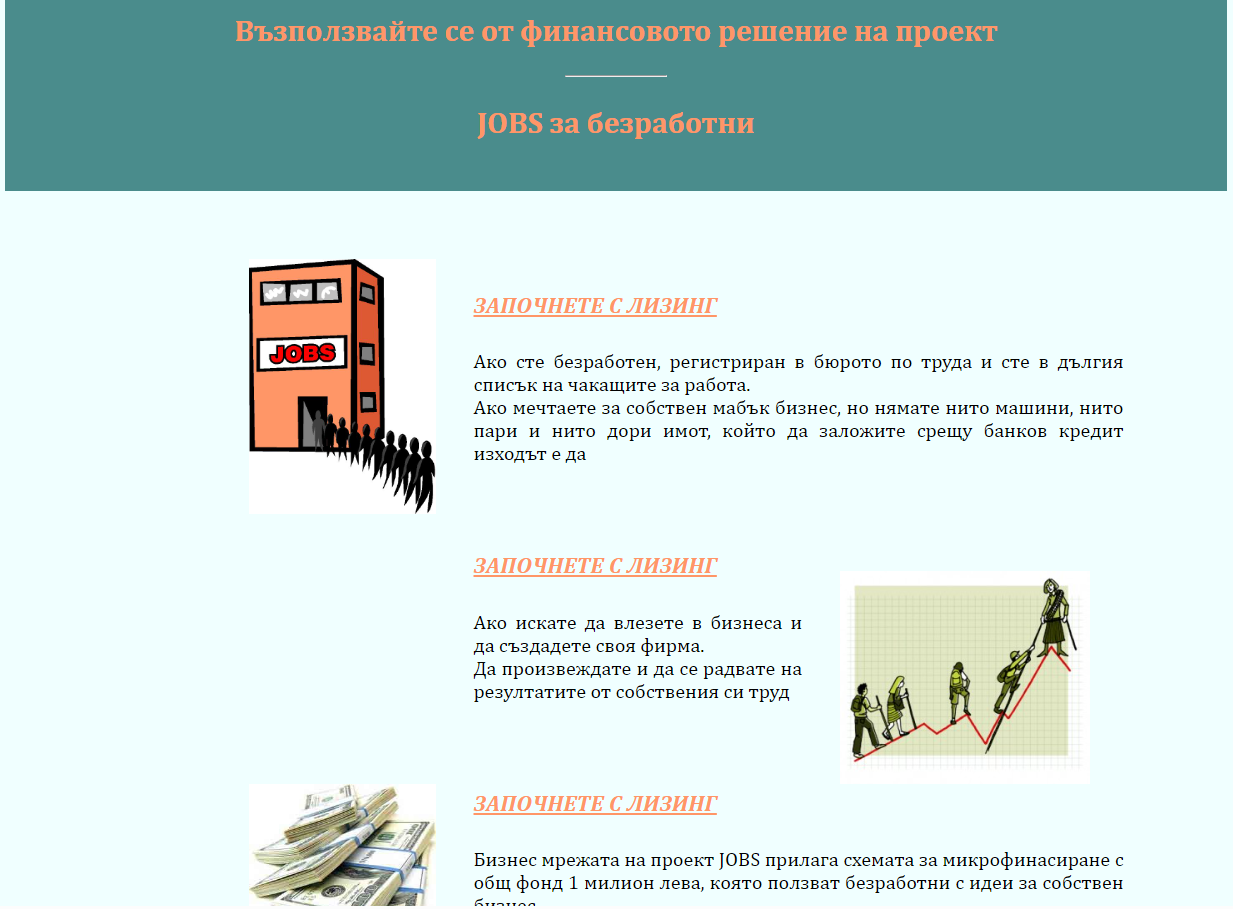 Възползвайте се от финансовото решение на проект
JOBS за безработни
ЗАПОЧНЕТЕ С ЛИЗИНГ
JOBS
Ако сте безработен, регистриран в бюрото по труда и сте в дългия
списък на чакащите за работа.
Ако мечтаете за собствен мабък бизнес, но нямате нито машини, нито
пари и нито дори имот, който да заложите срещу банков кредит
изходът е да
ЗАПОЧНЕТЕ С ЛИЗИНГ
Ако искате да влезете в бизнеса и
да създадете своя фирма.
Да произвеждате и да се радвате на
резултатите от собствения си труд
ЗАПОЧНЕТЕ С ЛИЗИНГ
Бизнес мрежата на проект JOBS прилага схемата за микрофинасиране с
общ фонд 1 милион лева, която ползват безработни с идеи за собствен
бизнес